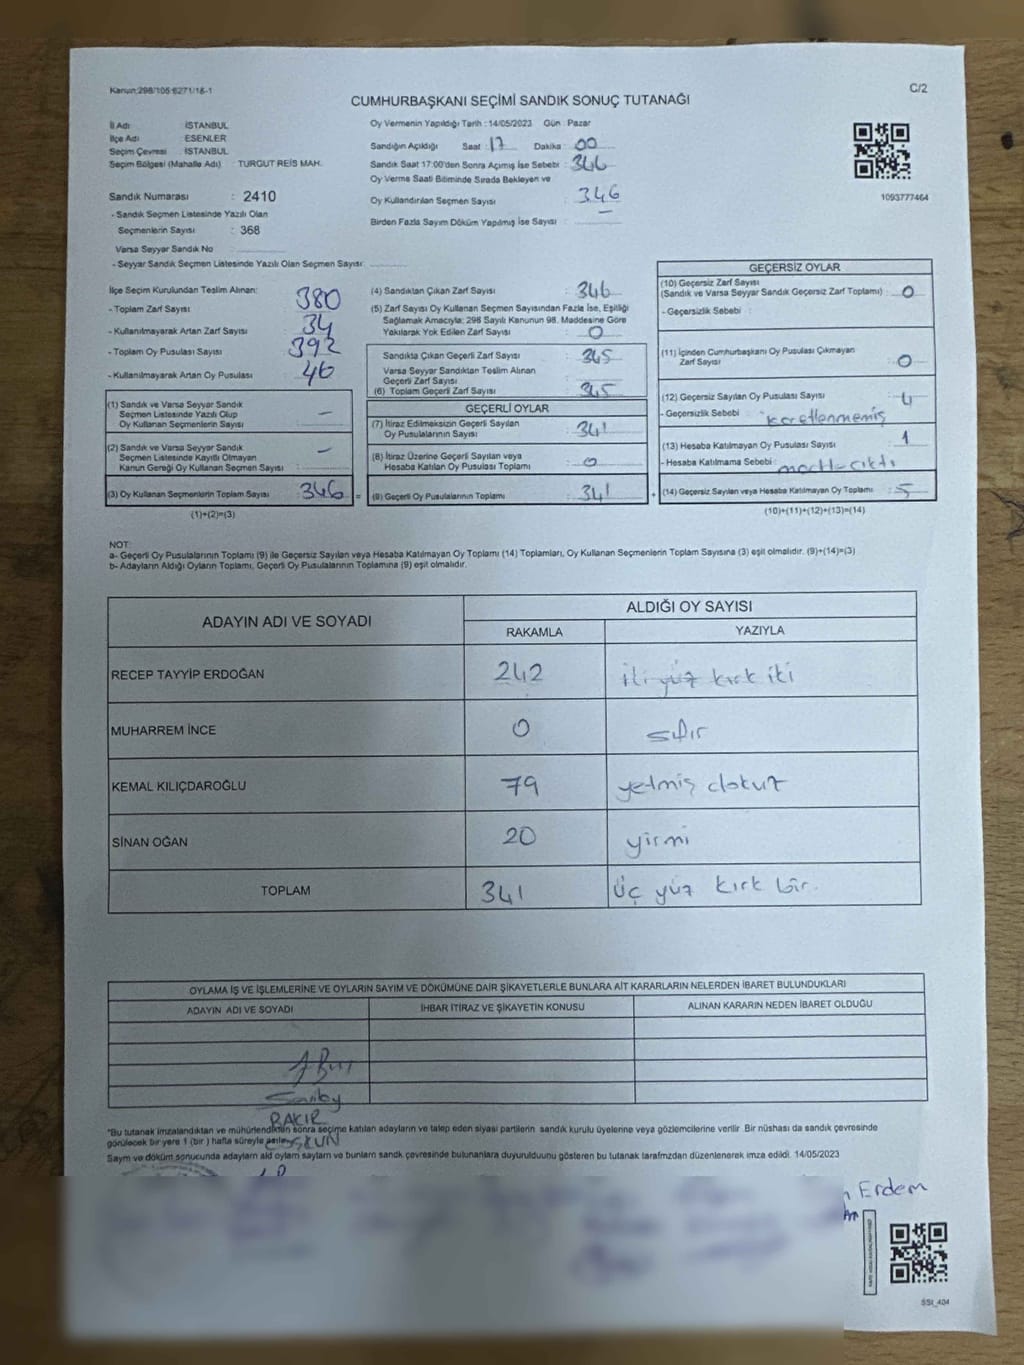 Kanun:298/105-6271/16-1
C/2
CUMHURBAŞKANI SEÇİMİ SANDIK SONUÇ TUTANAĞI
İl Adı : İSTANBUL
İlçe Adı : ESENLER
Seçim Çevresi : İSTANBUL
Seçim Bölgesi (Mahalle Adı) : TURGUT REİS MAH.
Sandık Numarası : 2410
- Sandık Seçmen Listesinde Yazılı Olan
Seçmenlerin Sayısı : 368
Varsa Seyyar Sandık No
- Seyyar Sandık Seçmen Listesinde Yazılı Olan Seçmen Sayısı:
Oy Vermenin Yapıldığı Tarih : 14/05/2023 Gün : Pazar
Sandığın Açıldığı Saat : 17 Dakika : 00
Sandık Saat 17:00'den Sonra Açımış İse Sebebi : 346
Oy Verme Saati Bitiminde Sırada Bekleyen ve
Oy Kullandırılan Seçmen Sayısı : 346
Birden Fazla Sayım Döküm Yapılmış İse Sayısı : —
1093777464
İlçe Seçim Kurulundan Teslim Alınan:
- Toplam Zarf Sayısı : 380
- Kullanılmayarak Artan Zarf Sayısı : 34
- Toplam Oy Pusulası Sayısı : 392
- Kullanılmayarak Artan Oy Pusulası : 46
(1) Sandık ve Varsa Seyyar Sandık
Seçmen Listesinde Yazılı Olup
Oy Kullanan Seçmenlerin Sayısı : —
(2) Sandık ve Varsa Seyyar Sandık
Seçmen Listesinde Kayıtlı Olmayan
Kanun Gereği Oy Kullanan Seçmen Sayısı : —
(3) Oy Kullanan Seçmenlerin Toplam Sayısı : 346 =
(1)+(2)=(3)
(4) Sandıktan Çıkan Zarf Sayısı : 346
(5) Zarf Sayısı Oy Kullanan Seçmen Sayısından Fazla İse, Eşitliği
Sağlamak Amacıyla; 298 Sayılı Kanunun 98. Maddesine Göre
Yakılarak Yok Edilen Zarf Sayısı : 0
Sandıkta Çıkan Geçerli Zarf Sayısı : 345
Varsa Seyyar Sandıktan Teslim Alınan
Geçerli Zarf Sayısı :
(6) Toplam Geçerli Zarf Sayısı : 345
GEÇERLİ OYLAR
(7) İtiraz Edilmeksizin Geçerli Sayılan
Oy Pusulalarının Sayısı : 341
(8) İtiraz Üzerine Geçerli Sayılan veya
Hesaba Katılan Oy Pusulası Toplamı : 0
(9) Geçerli Oy Pusulalarının Toplamı : 341 +
GEÇERSİZ OYLAR
(10) Geçersiz Zarf Sayısı
(Sandık ve Varsa Seyyar Sandık Geçersiz Zarf Toplamı) : 0
- Geçersizlik Sebebi :
(11) İçinden Cumhurbaşkanı Oy Pusulası Çıkmayan
Zarf Sayısı : 0
(12) Geçersiz Sayılan Oy Pusulası Sayısı : 4
- Geçersizlik Sebebi :
(13) Hesaba Katılmayan Oy Pusulası Sayısı : 1
- Hesaba Katılmama Sebebi : çıktı
(14) Geçersiz Sayılan veya Hesaba Katılmayan Oy Toplamı : 5
(10)+(11)+(12)+(13)=(14)
NOT:
a- Geçerli Oy Pusulalarının Toplamı (9) ile Geçersiz Sayılan veya Hesaba Katılmayan Oy Toplamı (14) Toplamları, Oy Kullanan Seçmenlerin Toplam Sayısına (3) eşit olmalıdır. (9)+(14)=(3)
b- Adayların Aldığı Oyların Toplamı, Geçerli Oy Pusulalarının Toplamına (9) eşit olmalıdır.
ADAYIN ADI VE SOYADI
ALDIĞI OY SAYISI
RAKAMLA YAZIYLA
RECEP TAYYİP ERDOĞAN 242 iki yüz kırk iki
MUHARREM İNCE 0 sıfır
KEMAL KILIÇDAROĞLU 79 yetmiş dokuz
SİNAN OĞAN 20 yirmi
TOPLAM 341 Üç yüz kırk bir.
OYLAMA İŞ VE İŞLEMLERİNE VE OYLARIN SAYIM VE DÖKÜMÜNE DAİR ŞİKAYETLERLE BUNLARA AİT KARARLARIN NELERDEN İBARET BULUNDUKLARI
ADAYIN ADI VE SOYADI İHBAR İTİRAZ VE ŞİKAYETİN KONUSU ALINAN KARARIN NEDEN İBARET OLDUĞU
BAKIR
COŞKUN
"Bu tutanak imzalandıktan ve mühürlendikten sonra seçime katılan adayların ve talep eden siyasi partilerin sandık kurulu üyelerine veya gözlemcilerine verilir. Bir nüshası da sandık çevresinde
görülecek bir yere 1 (bir) hafta süreyle asılır.
Sayım ve döküm sonucunda adayların ald oyların sayların ve bunların sandk çevresinde bulunanlara duyurulduunu gösteren bu tutanak tarafmzdan düzenlenerek imza edildi. 14/05/2023
Erdem
SSI_404